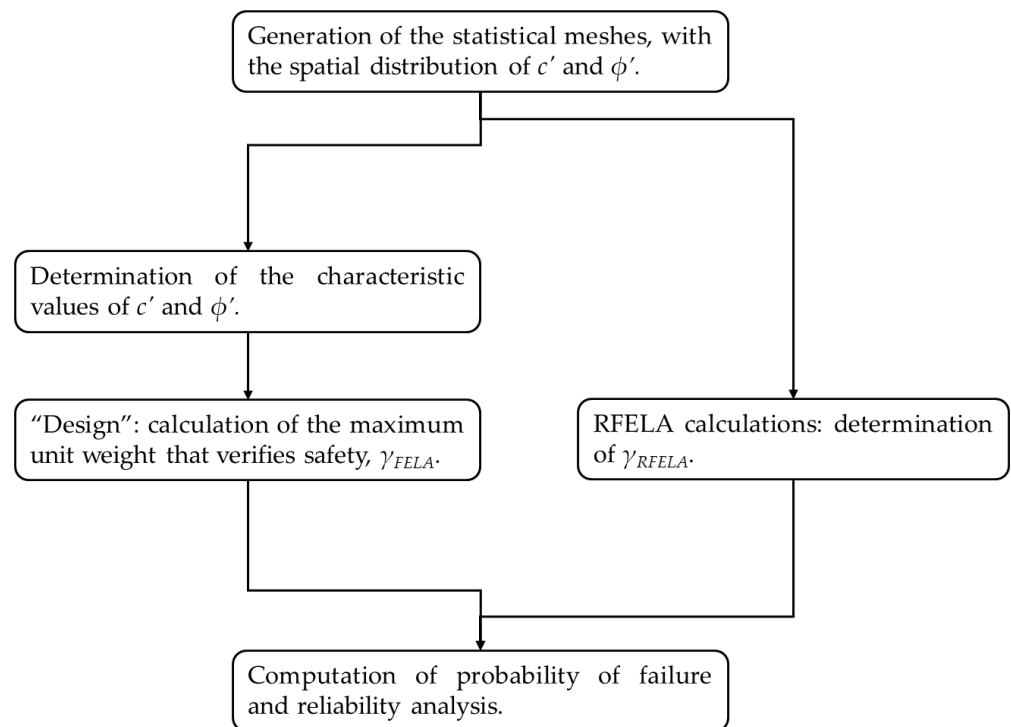 Generation of the statistical meshes, with
the spatial distribution of c’ and ϕ’.
Determination of the characteristic
values of c’ and ϕ’.
“Design”: calculation of the maximum
unit weight that verifies safety, γFELA.
RFELA calculations: determination
of γRFELA.
Computation of probability of failure
and reliability analysis.